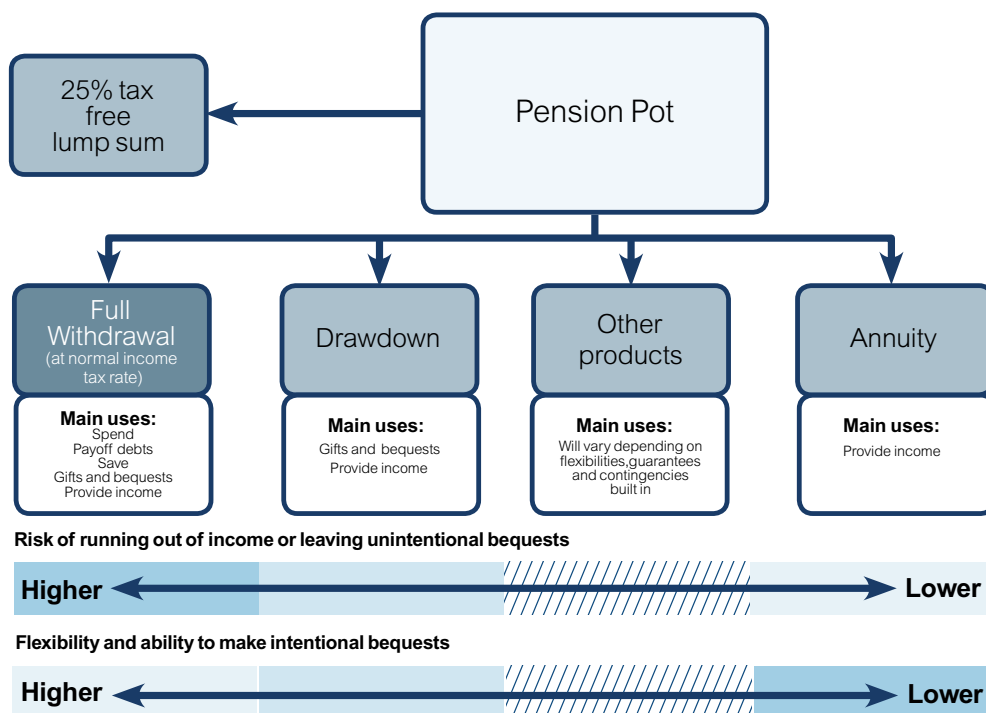 25% tax
free
lump sum
Pension Pot
Full
Withdrawal
(at normal income
tax rate)
Drawdown
Other
products
Annuity
Main uses:
Spend
Payoff debts
Save
Gifts and bequests
Provide income
Main uses:
Gifts and bequests
Provide income
Main uses:
Will vary depending on
flexibilities,guarantees
and contingencies
built in
Main uses:
Provide income
Risk of running out of income or leaving unintentional bequests
Higher
Lower
Flexibility and ability to make intentional bequests
Higher
Lower